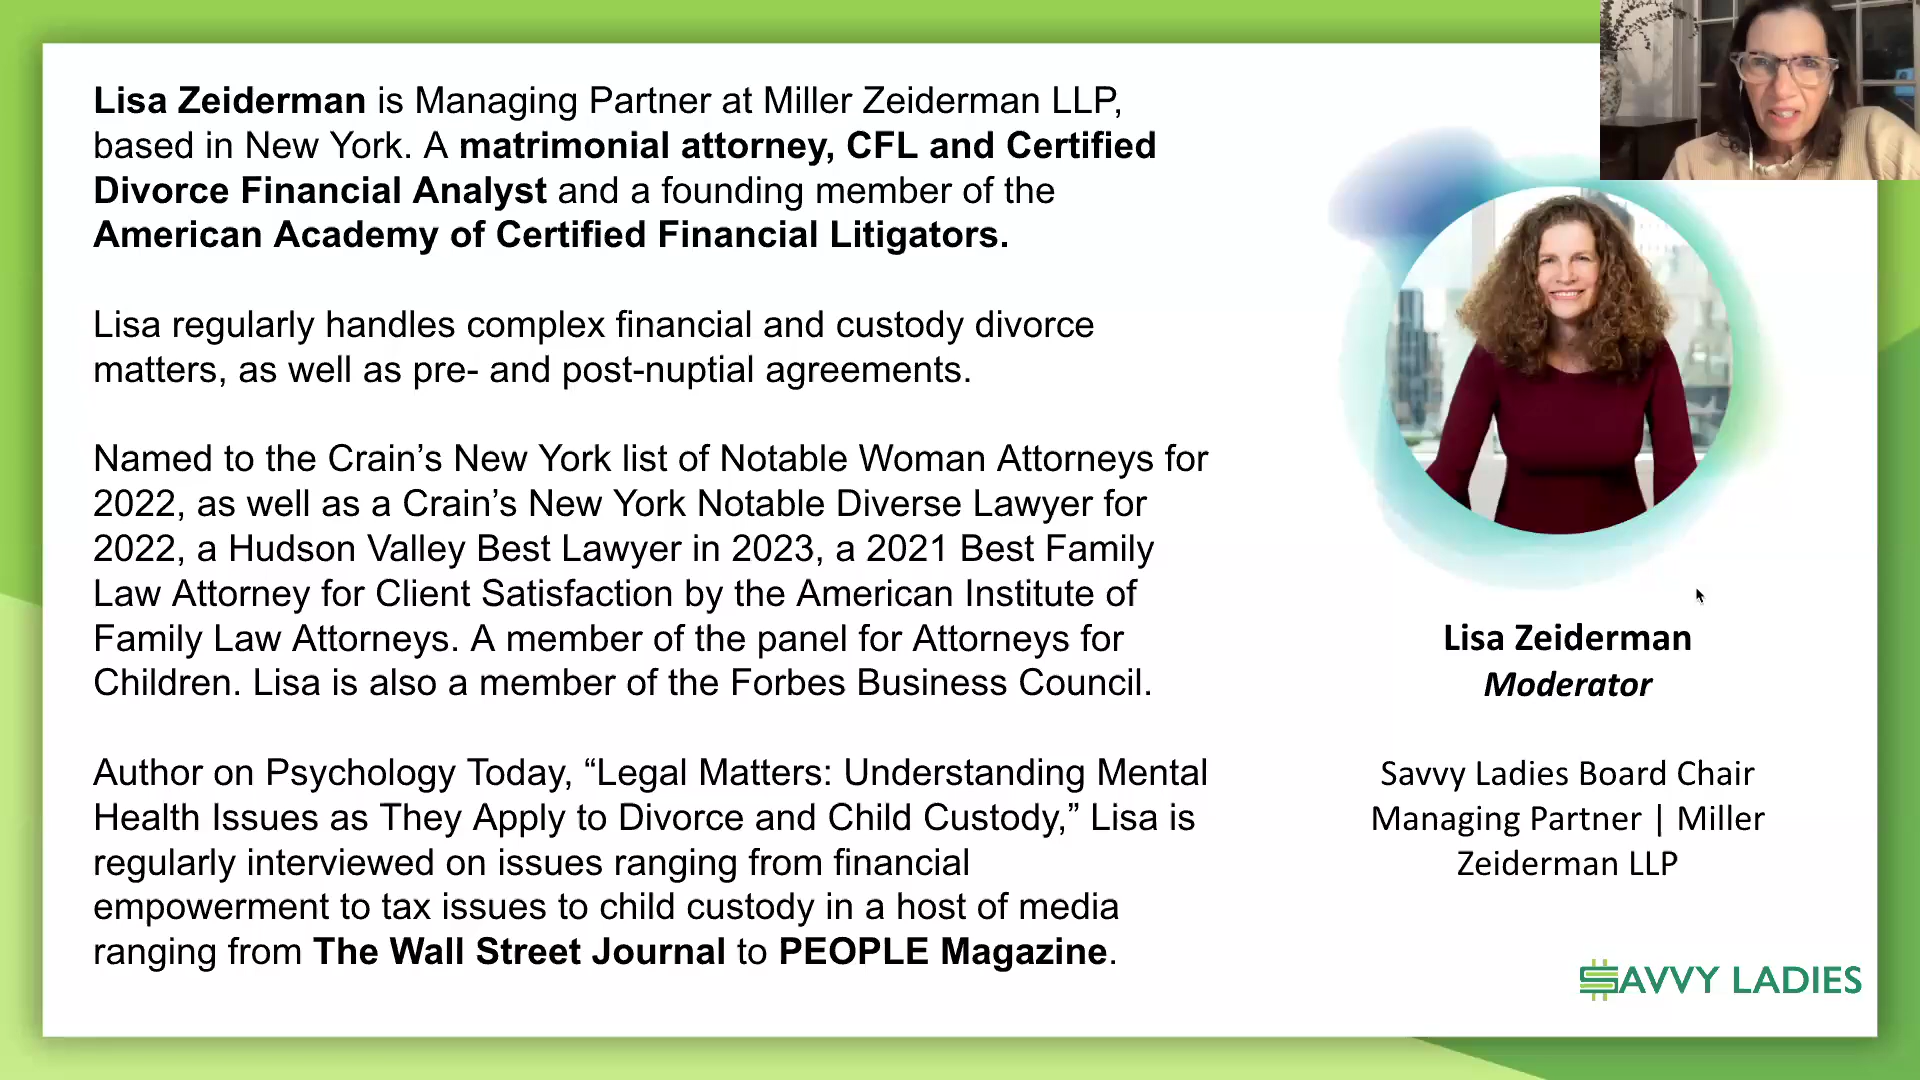 Lisa Zeiderman is Managing Partner at Miller Zeiderman LLP,
based in New York. A matrimonial attorney, CFL and Certified
Divorce Financial Analyst and a founding member of the
American Academy of Certified Financial Litigators.
Lisa regularly handles complex financial and custody divorce
matters, as well as pre- and post-nuptial agreements.
Named to the Crain’s New York list of Notable Woman Attorneys for
2022, as well as a Crain’s New York Notable Diverse Lawyer for
2022, a Hudson Valley Best Lawyer in 2023, a 2021 Best Family
Law Attorney for Client Satisfaction by the American Institute of
Family Law Attorneys. A member of the panel for Attorneys for
Children. Lisa is also a member of the Forbes Business Council.
Author on Psychology Today, “Legal Matters: Understanding Mental
Health Issues as They Apply to Divorce and Child Custody,” Lisa is
regularly interviewed on issues ranging from financial
empowerment to tax issues to child custody in a host of media
ranging from The Wall Street Journal to PEOPLE Magazine.
Lisa Zeiderman
Moderator
Savvy Ladies Board Chair
Managing Partner | Miller
Zeiderman LLP
SAVVY LADIES